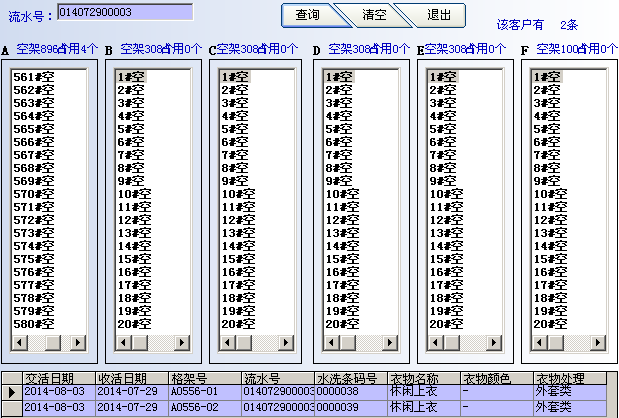 流水号： 014072900003 查询 清空 退出
该客户有 2条
A 空架896占用4个 B 空架308占用0个 C 空架308占用0个 D 空架308占用0个 E 空架308占用0个 F 空架100占用0个
561#空 1#空 1#空 1#空 1#空 1#空
562#空 2#空 2#空 2#空 2#空 2#空
563#空 3#空 3#空 3#空 3#空 3#空
564#空 4#空 4#空 4#空 4#空 4#空
565#空 5#空 5#空 5#空 5#空 5#空
566#空 6#空 6#空 6#空 6#空 6#空
567#空 7#空 7#空 7#空 7#空 7#空
568#空 8#空 8#空 8#空 8#空 8#空
569#空 9#空 9#空 9#空 9#空 9#空
570#空 10#空 10#空 10#空 10#空 10#空
571#空 11#空 11#空 11#空 11#空 11#空
572#空 12#空 12#空 12#空 12#空 12#空
573#空 13#空 13#空 13#空 13#空 13#空
574#空 14#空 14#空 14#空 14#空 14#空
575#空 15#空 15#空 15#空 15#空 15#空
576#空 16#空 16#空 16#空 16#空 16#空
577#空 17#空 17#空 17#空 17#空 17#空
578#空 18#空 18#空 18#空 18#空 18#空
579#空 19#空 19#空 19#空 19#空 19#空
580#空 20#空 20#空 20#空 20#空 20#空
交活日期 收活日期 格架号 流水号 水洗条码号 衣物名称 衣物颜色 衣物处理
2014-08-03 2014-07-29 A0556-01 014072900003 0000038 休闲上衣 - 外套类
2014-08-03 2014-07-29 A0556-02 014072900003 0000039 休闲上衣 - 外套类